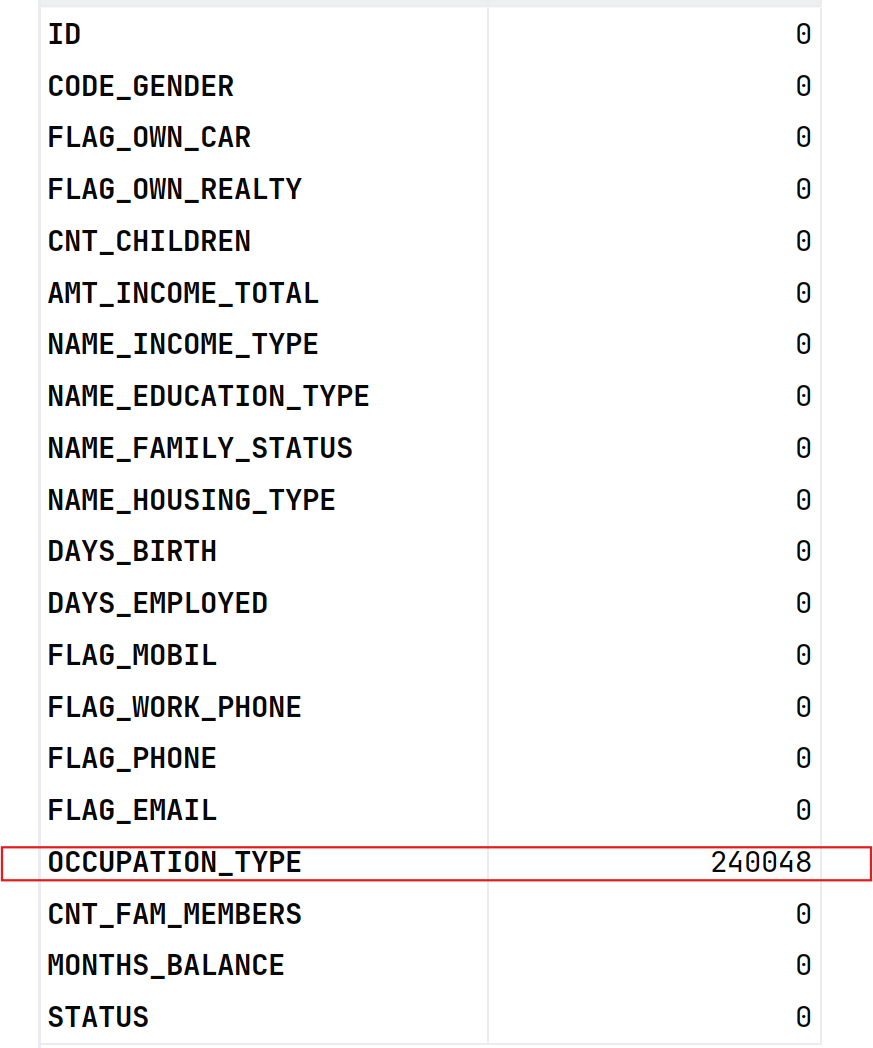 ID 0
CODE_GENDER 0
FLAG_OWN_CAR 0
FLAG_OWN_REALTY 0
CNT_CHILDREN 0
AMT_INCOME_TOTAL 0
NAME_INCOME_TYPE 0
NAME_EDUCATION_TYPE 0
NAME_FAMILY_STATUS 0
NAME_HOUSING_TYPE 0
DAYS_BIRTH 0
DAYS_EMPLOYED 0
FLAG_MOBIL 0
FLAG_WORK_PHONE 0
FLAG_PHONE 0
FLAG_EMAIL 0
OCCUPATION_TYPE 240048
CNT_FAM_MEMBERS 0
MONTHS_BALANCE 0
STATUS 0